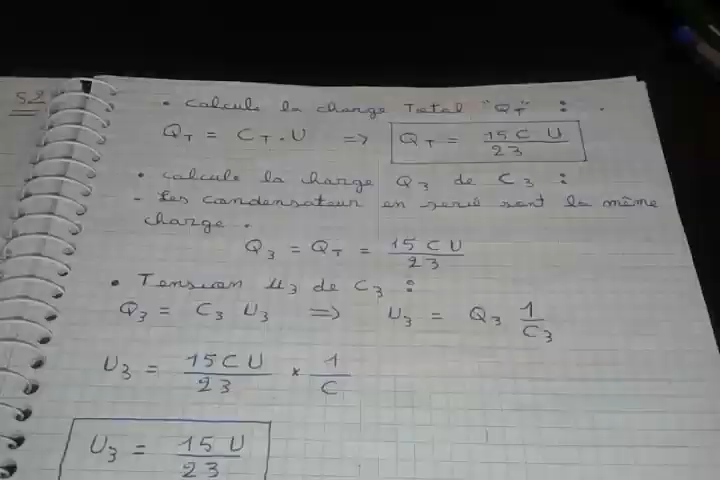 52
• Calcule la charge Total "QT" :
QT = CT . U => QT = 15 C U / 23
• calcule la charge Q3 de C3 :
- Les condensateur en serie sont la même
charge .
Q3 = QT = 15 C U / 23
• Tension U3 de C3 :
Q3 = C3 U3 => U3 = Q3 1 / C3
U3 = 15 C U / 23 × 1 / C
U3 = 15 U / 23